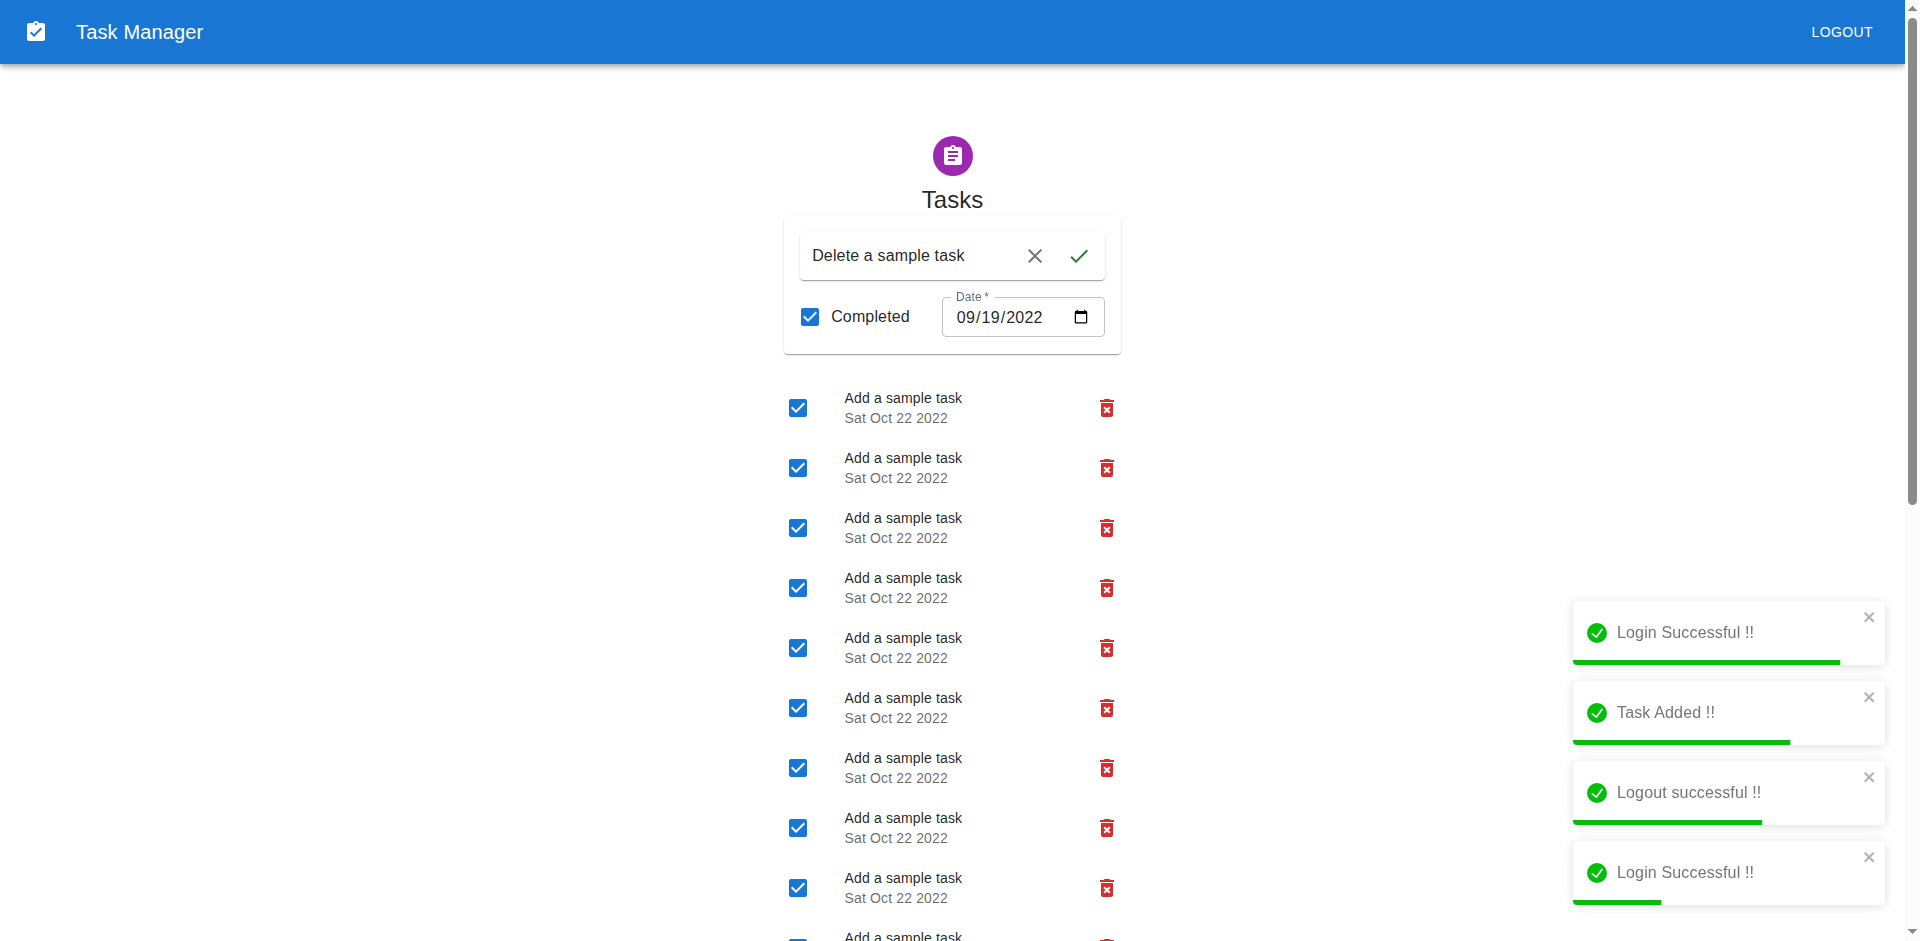 Task Manager
LOGOUT
Tasks
Delete a sample task
Completed
Date *
09/19/2022
Add a sample task
Sat Oct 22 2022
Add a sample task
Sat Oct 22 2022
Add a sample task
Sat Oct 22 2022
Add a sample task
Sat Oct 22 2022
Add a sample task
Sat Oct 22 2022
Add a sample task
Sat Oct 22 2022
Add a sample task
Sat Oct 22 2022
Add a sample task
Sat Oct 22 2022
Add a sample task
Sat Oct 22 2022
Add a sample task
Login Successful !!
Task Added !!
Logout successful !!
Login Successful !!